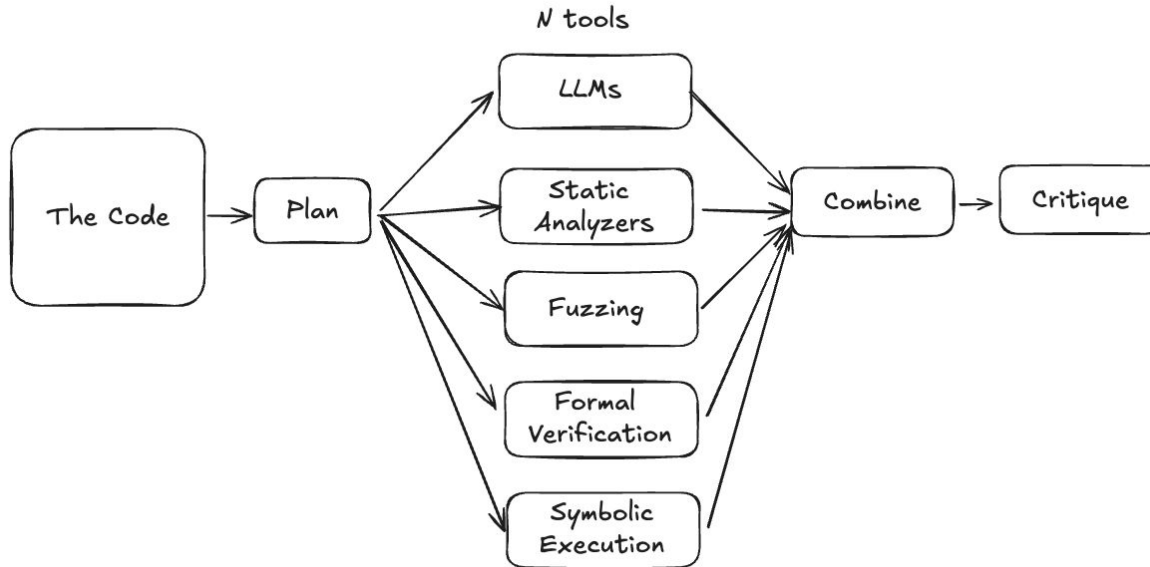 N tools
LLMs
The Code
Plan
Static
Analyzers
Combine
Critique
Fuzzing
Formal
Verification
Symbolic
Execution